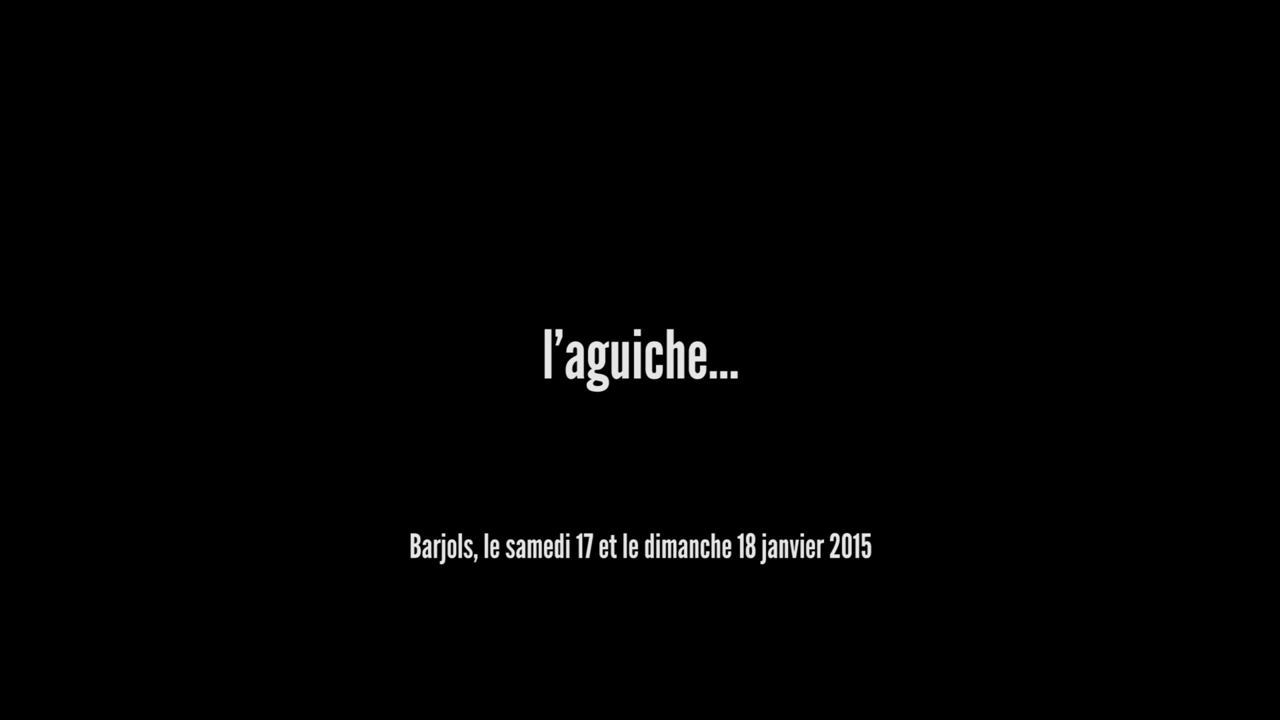 l’aguiche...
Barjols, le samedi 17 et le dimanche 18 janvier 2015